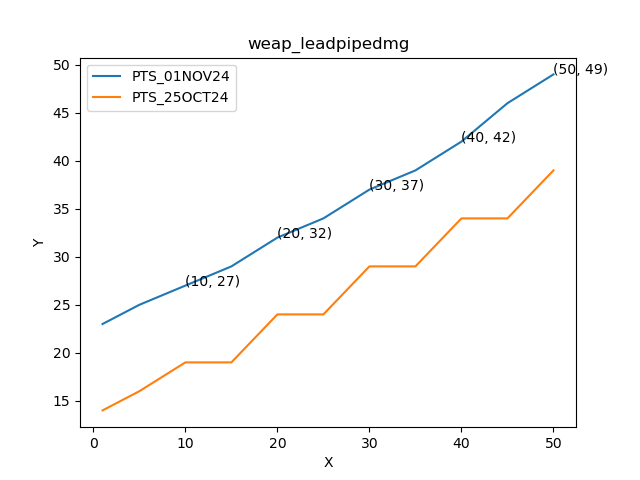 weap_leadpipedmg
PTS_01NOV24
PTS_25OCT24
(50, 49)
(40, 42)
(30, 37)
(20, 32)
(10, 27)
50
45
40
35
30
25
20
15
Y
0 10 20 30 40 50
X